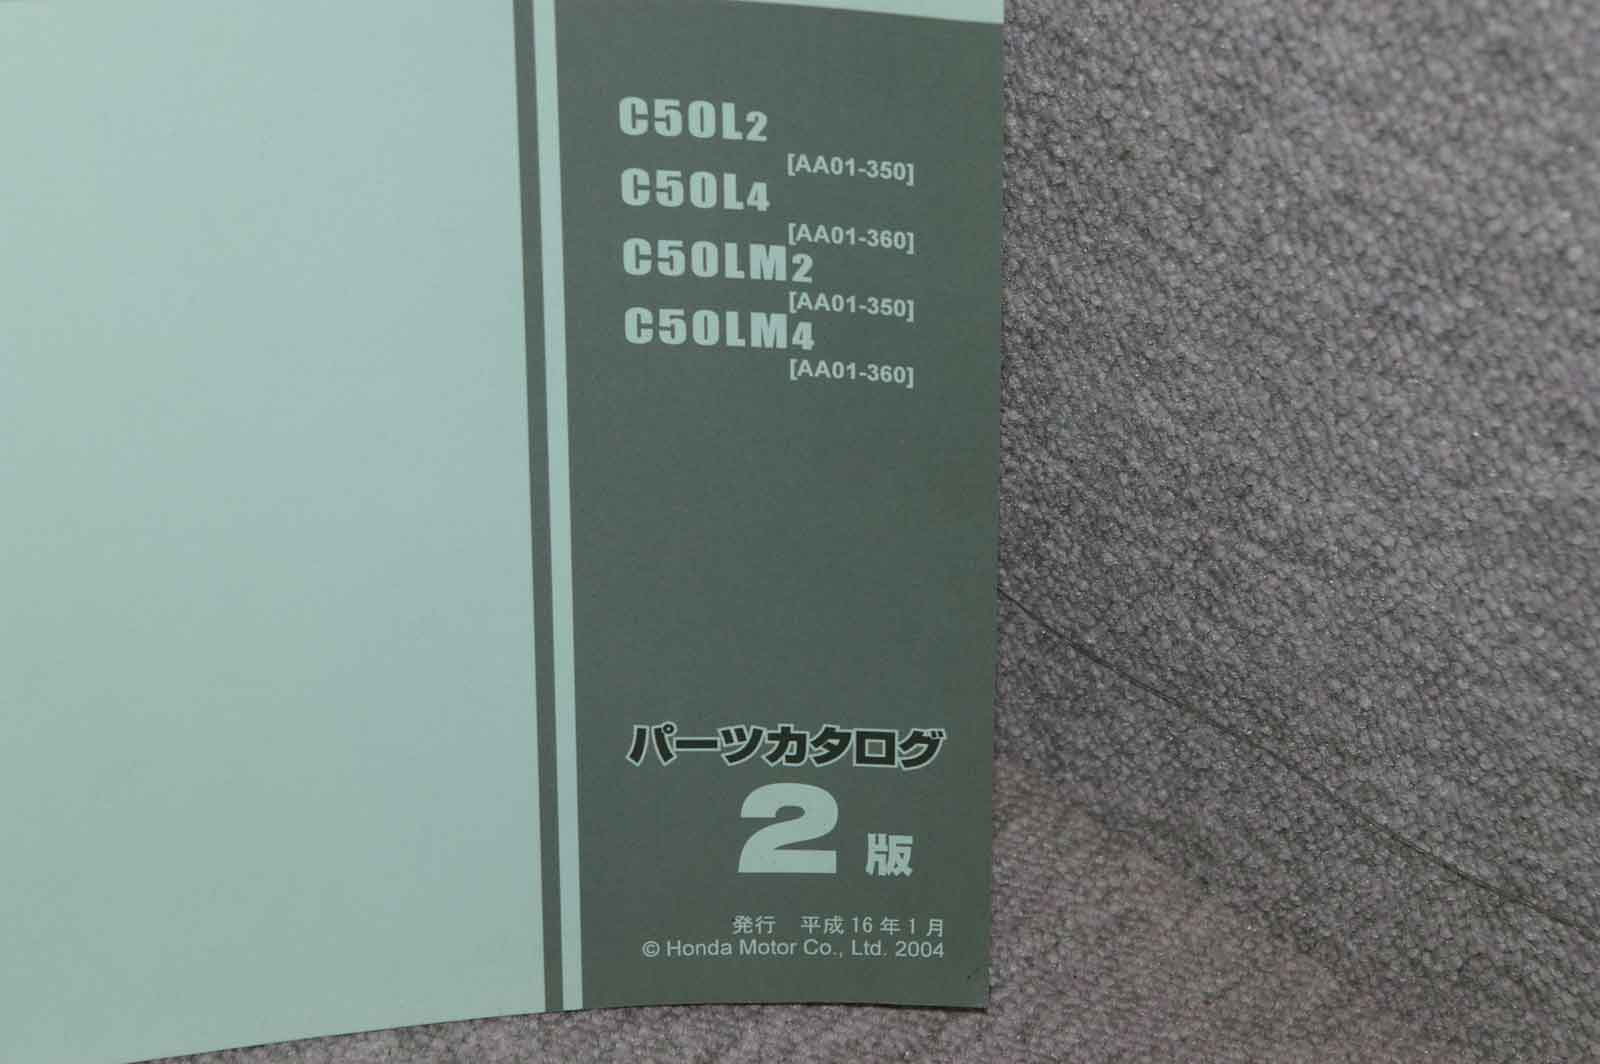 C50L2
[AA01-350]
C50L4
[AA01-360]
C50LM2
[AA01-350]
C50LM4
[AA01-360]
パーツカタログ
2 版
発行 平成16年1月
© Honda Motor Co., Ltd. 2004